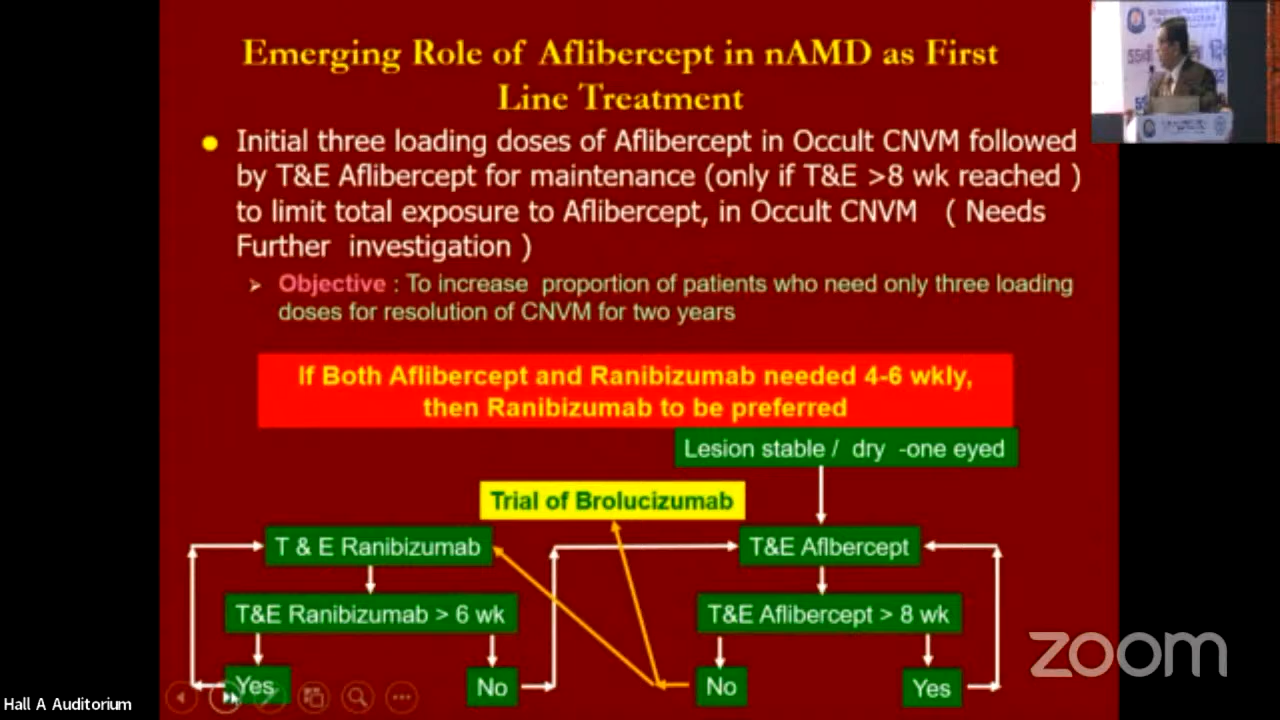 Emerging Role of Aflibercept in nAMD as First
Line Treatment
Initial three loading doses of Aflibercept in Occult CNVM followed
by T&E Aflibercept for maintenance (only if T&E >8 wk reached )
to limit total exposure to Aflibercept, in Occult CNVM ( Needs
Further investigation )
Objective : To increase proportion of patients who need only three loading
doses for resolution of CNVM for two years
If Both Aflibercept and Ranibizumab needed 4-6 wkly,
then Ranibizumab to be preferred
Lesion stable / dry -one eyed
Trial of Brolucizumab
T & E Ranibizumab
T&E Aflbercept
T&E Ranibizumab > 6 wk
T&E Aflibercept > 8 wk
Yes
No
No
Yes
zoom
Hall A Auditorium